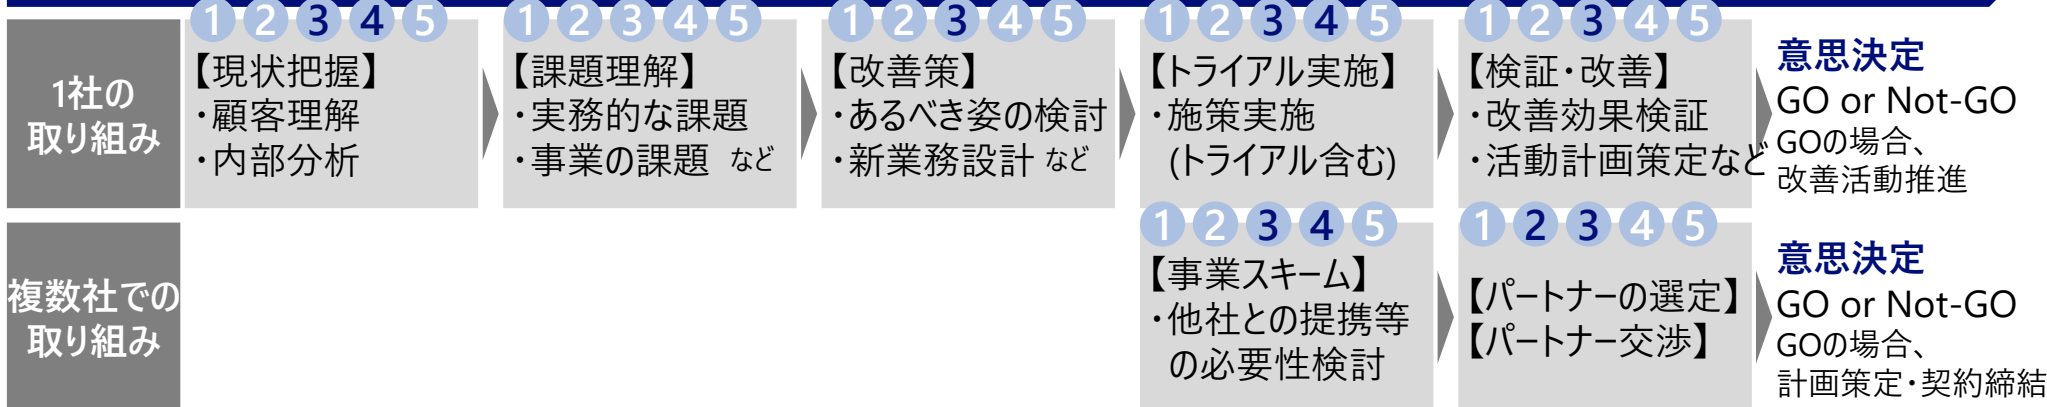 1社の
取り組み
1 2 3 4 5
【現状把握】
・顧客理解
・内部分析
1 2 3 4 5
【課題理解】
・実務的な課題
・事業の課題 など
1 2 3 4 5
【改善策】
・あるべき姿の検討
・新業務設計 など
1 2 3 4 5
【トライアル実施】
・施策実施
(トライアル含む)
1 2 3 4 5
【検証・改善】
・改善効果検証
・活動計画策定など
意思決定
GO or Not-GO
GOの場合、
改善活動推進
複数社での
取り組み
1 2 3 4 5
【事業スキーム】
・他社との提携等
の必要性検討
1 2 3 4 5
【パートナーの選定】
【パートナー交渉】
意思決定
GO or Not-GO
GOの場合、
計画策定・契約締結